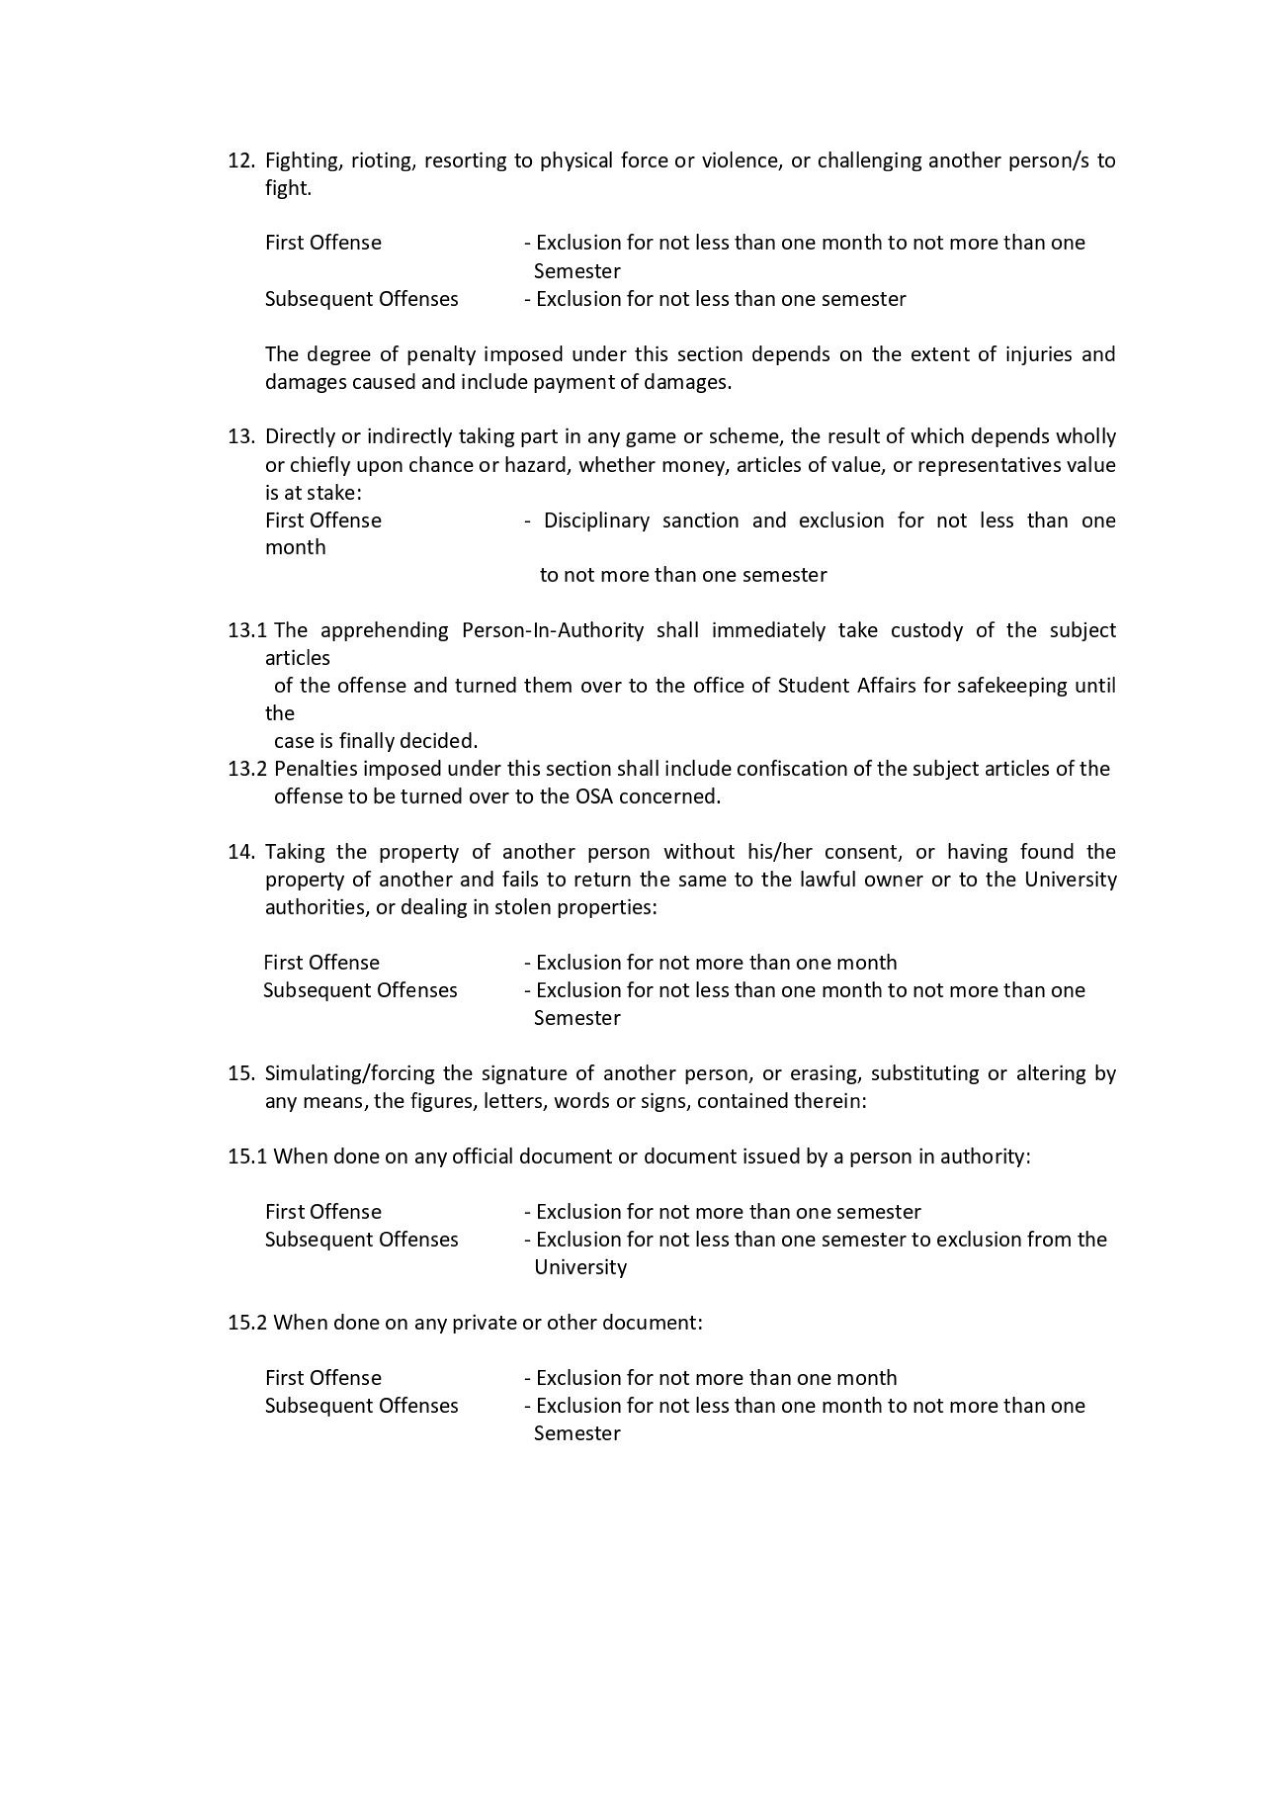 12. Fighting, rioting, resorting to physical force or violence, or challenging another person/s to
fight.
First Offense - Exclusion for not less than one month to not more than one
Semester
Subsequent Offenses - Exclusion for not less than one semester
The degree of penalty imposed under this section depends on the extent of injuries and
damages caused and include payment of damages.
13. Directly or indirectly taking part in any game or scheme, the result of which depends wholly
or chiefly upon chance or hazard, whether money, articles of value, or representatives value
is at stake:
First Offense - Disciplinary sanction and exclusion for not less than one
month
to not more than one semester
13.1 The apprehending Person-In-Authority shall immediately take custody of the subject
articles
of the offense and turned them over to the office of Student Affairs for safekeeping until
the
case is finally decided.
13.2 Penalties imposed under this section shall include confiscation of the subject articles of the
offense to be turned over to the OSA concerned.
14. Taking the property of another person without his/her consent, or having found the
property of another and fails to return the same to the lawful owner or to the University
authorities, or dealing in stolen properties:
First Offense - Exclusion for not more than one month
Subsequent Offenses - Exclusion for not less than one month to not more than one
Semester
15. Simulating/forcing the signature of another person, or erasing, substituting or altering by
any means, the figures, letters, words or signs, contained therein:
15.1 When done on any official document or document issued by a person in authority:
First Offense - Exclusion for not more than one semester
Subsequent Offenses - Exclusion for not less than one semester to exclusion from the
University
15.2 When done on any private or other document:
First Offense - Exclusion for not more than one month
Subsequent Offenses - Exclusion for not less than one month to not more than one
Semester